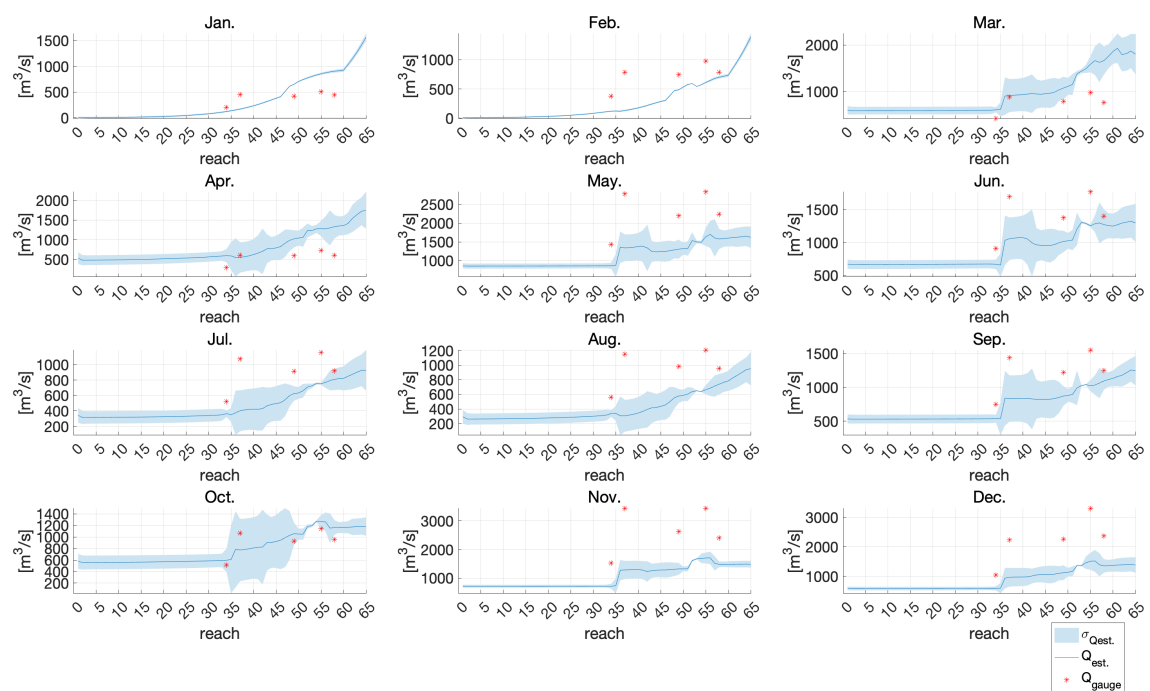 Jan.
1500
1000
500
0
[m³/s]
0 5 10 15 20 25 30 35 40 45 50 55 60 65
reach
Feb.
1000
500
0
[m³/s]
0 5 10 15 20 25 30 35 40 45 50 55 60 65
reach
Mar.
2000
1000
[m³/s]
0 5 10 15 20 25 30 35 40 45 50 55 60 65
reach
Apr.
2000
1500
1000
500
[m³/s]
0 5 10 15 20 25 30 35 40 45 50 55 60 65
reach
May.
2500
2000
1500
1000
[m³/s]
0 5 10 15 20 25 30 35 40 45 50 55 60 65
reach
Jun.
1500
1000
500
[m³/s]
0 5 10 15 20 25 30 35 40 45 50 55 60 65
reach
Jul.
1000
800
600
400
200
[m³/s]
0 5 10 15 20 25 30 35 40 45 50 55 60 65
reach
Aug.
1200
1000
800
600
400
200
[m³/s]
0 5 10 15 20 25 30 35 40 45 50 55 60 65
reach
Sep.
1500
1000
500
[m³/s]
0 5 10 15 20 25 30 35 40 45 50 55 60 65
reach
Oct.
1400
1200
1000
800
600
400
200
[m³/s]
0 5 10 15 20 25 30 35 40 45 50 55 60 65
reach
Nov.
3000
2000
1000
[m³/s]
0 5 10 15 20 25 30 35 40 45 50 55 60 65
reach
Dec.
3000
2000
1000
[m³/s]
0 5 10 15 20 25 30 35 40 45 50 55 60 65
reach
σ Qest.
Q est.
Q gauge